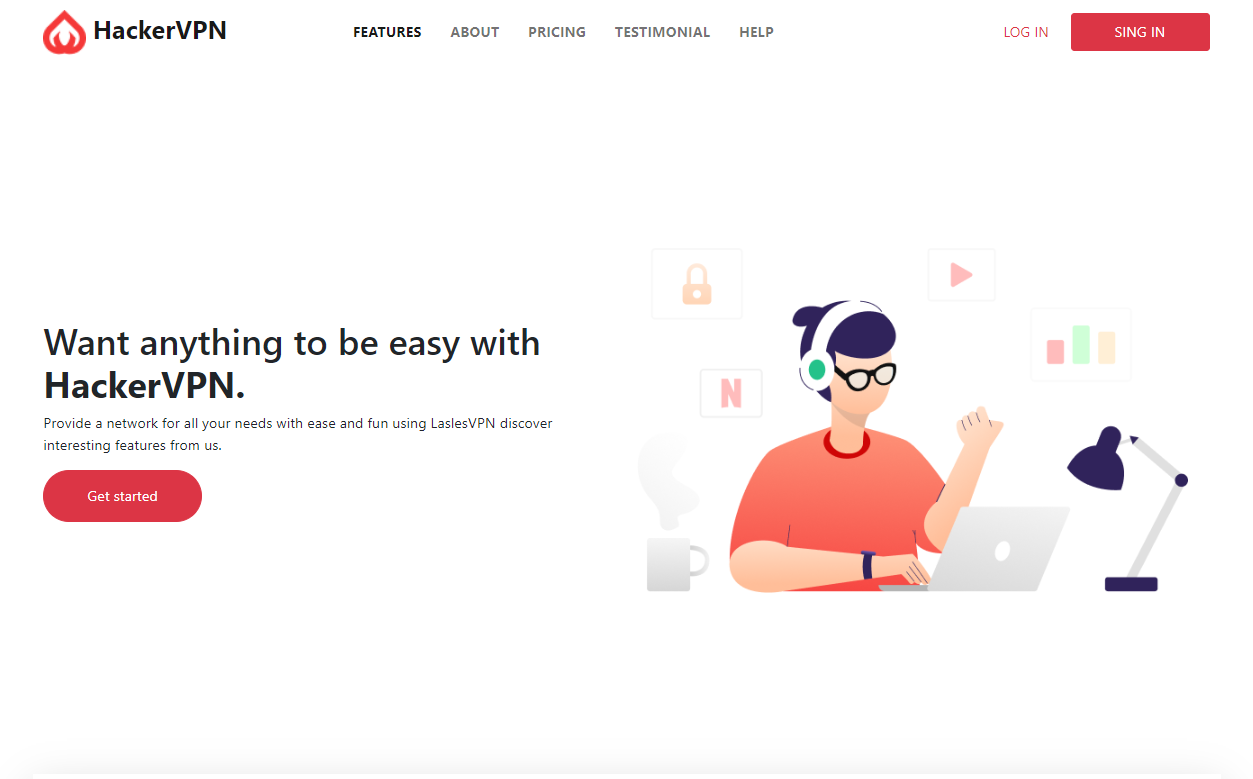 HackerVPN
FEATURES ABOUT PRICING TESTIMONIAL HELP
LOG IN SING IN
Want anything to be easy with
HackerVPN.
Provide a network for all your needs with ease and fun using LaslesVPN discover
interesting features from us.
Get started
N